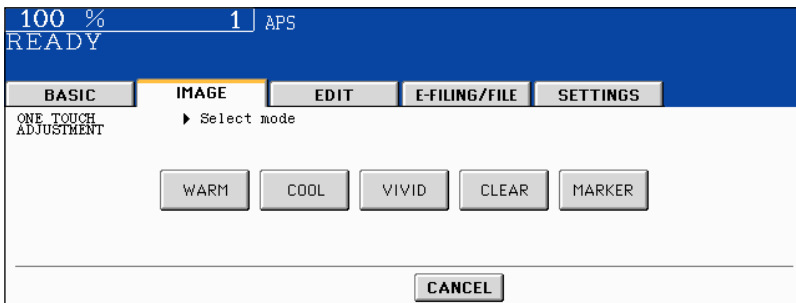 100 % 1 APS
READY
BASIC IMAGE EDIT E-FILING/FILE SETTINGS
ONE TOUCH
ADJUSTMENT
Select mode
WARM COOL VIVID CLEAR MARKER
CANCEL